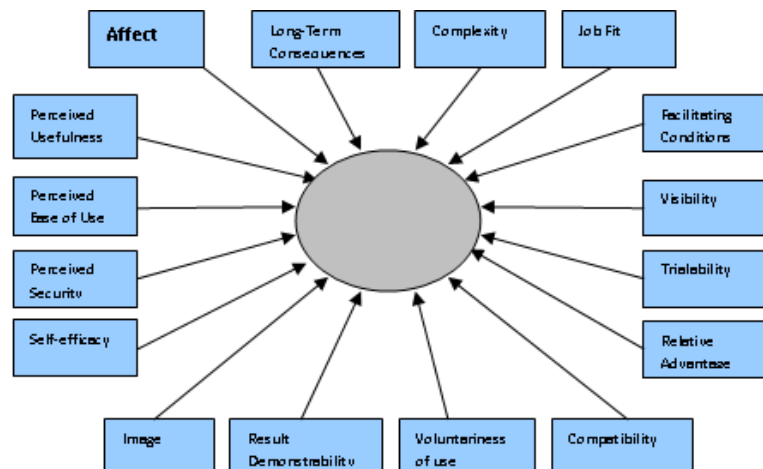 Affect
Long-Term
Consequences
Complexity
Job Fit
Perceived
Usefulness
Facilitating
Conditions
Perceived
Ease of Use
Visibility
Perceived
Security
Trialability
Self-efficacy
Relative
Advantage
Image
Result
Demonstrability
Voluntariness
of use
Compatibility